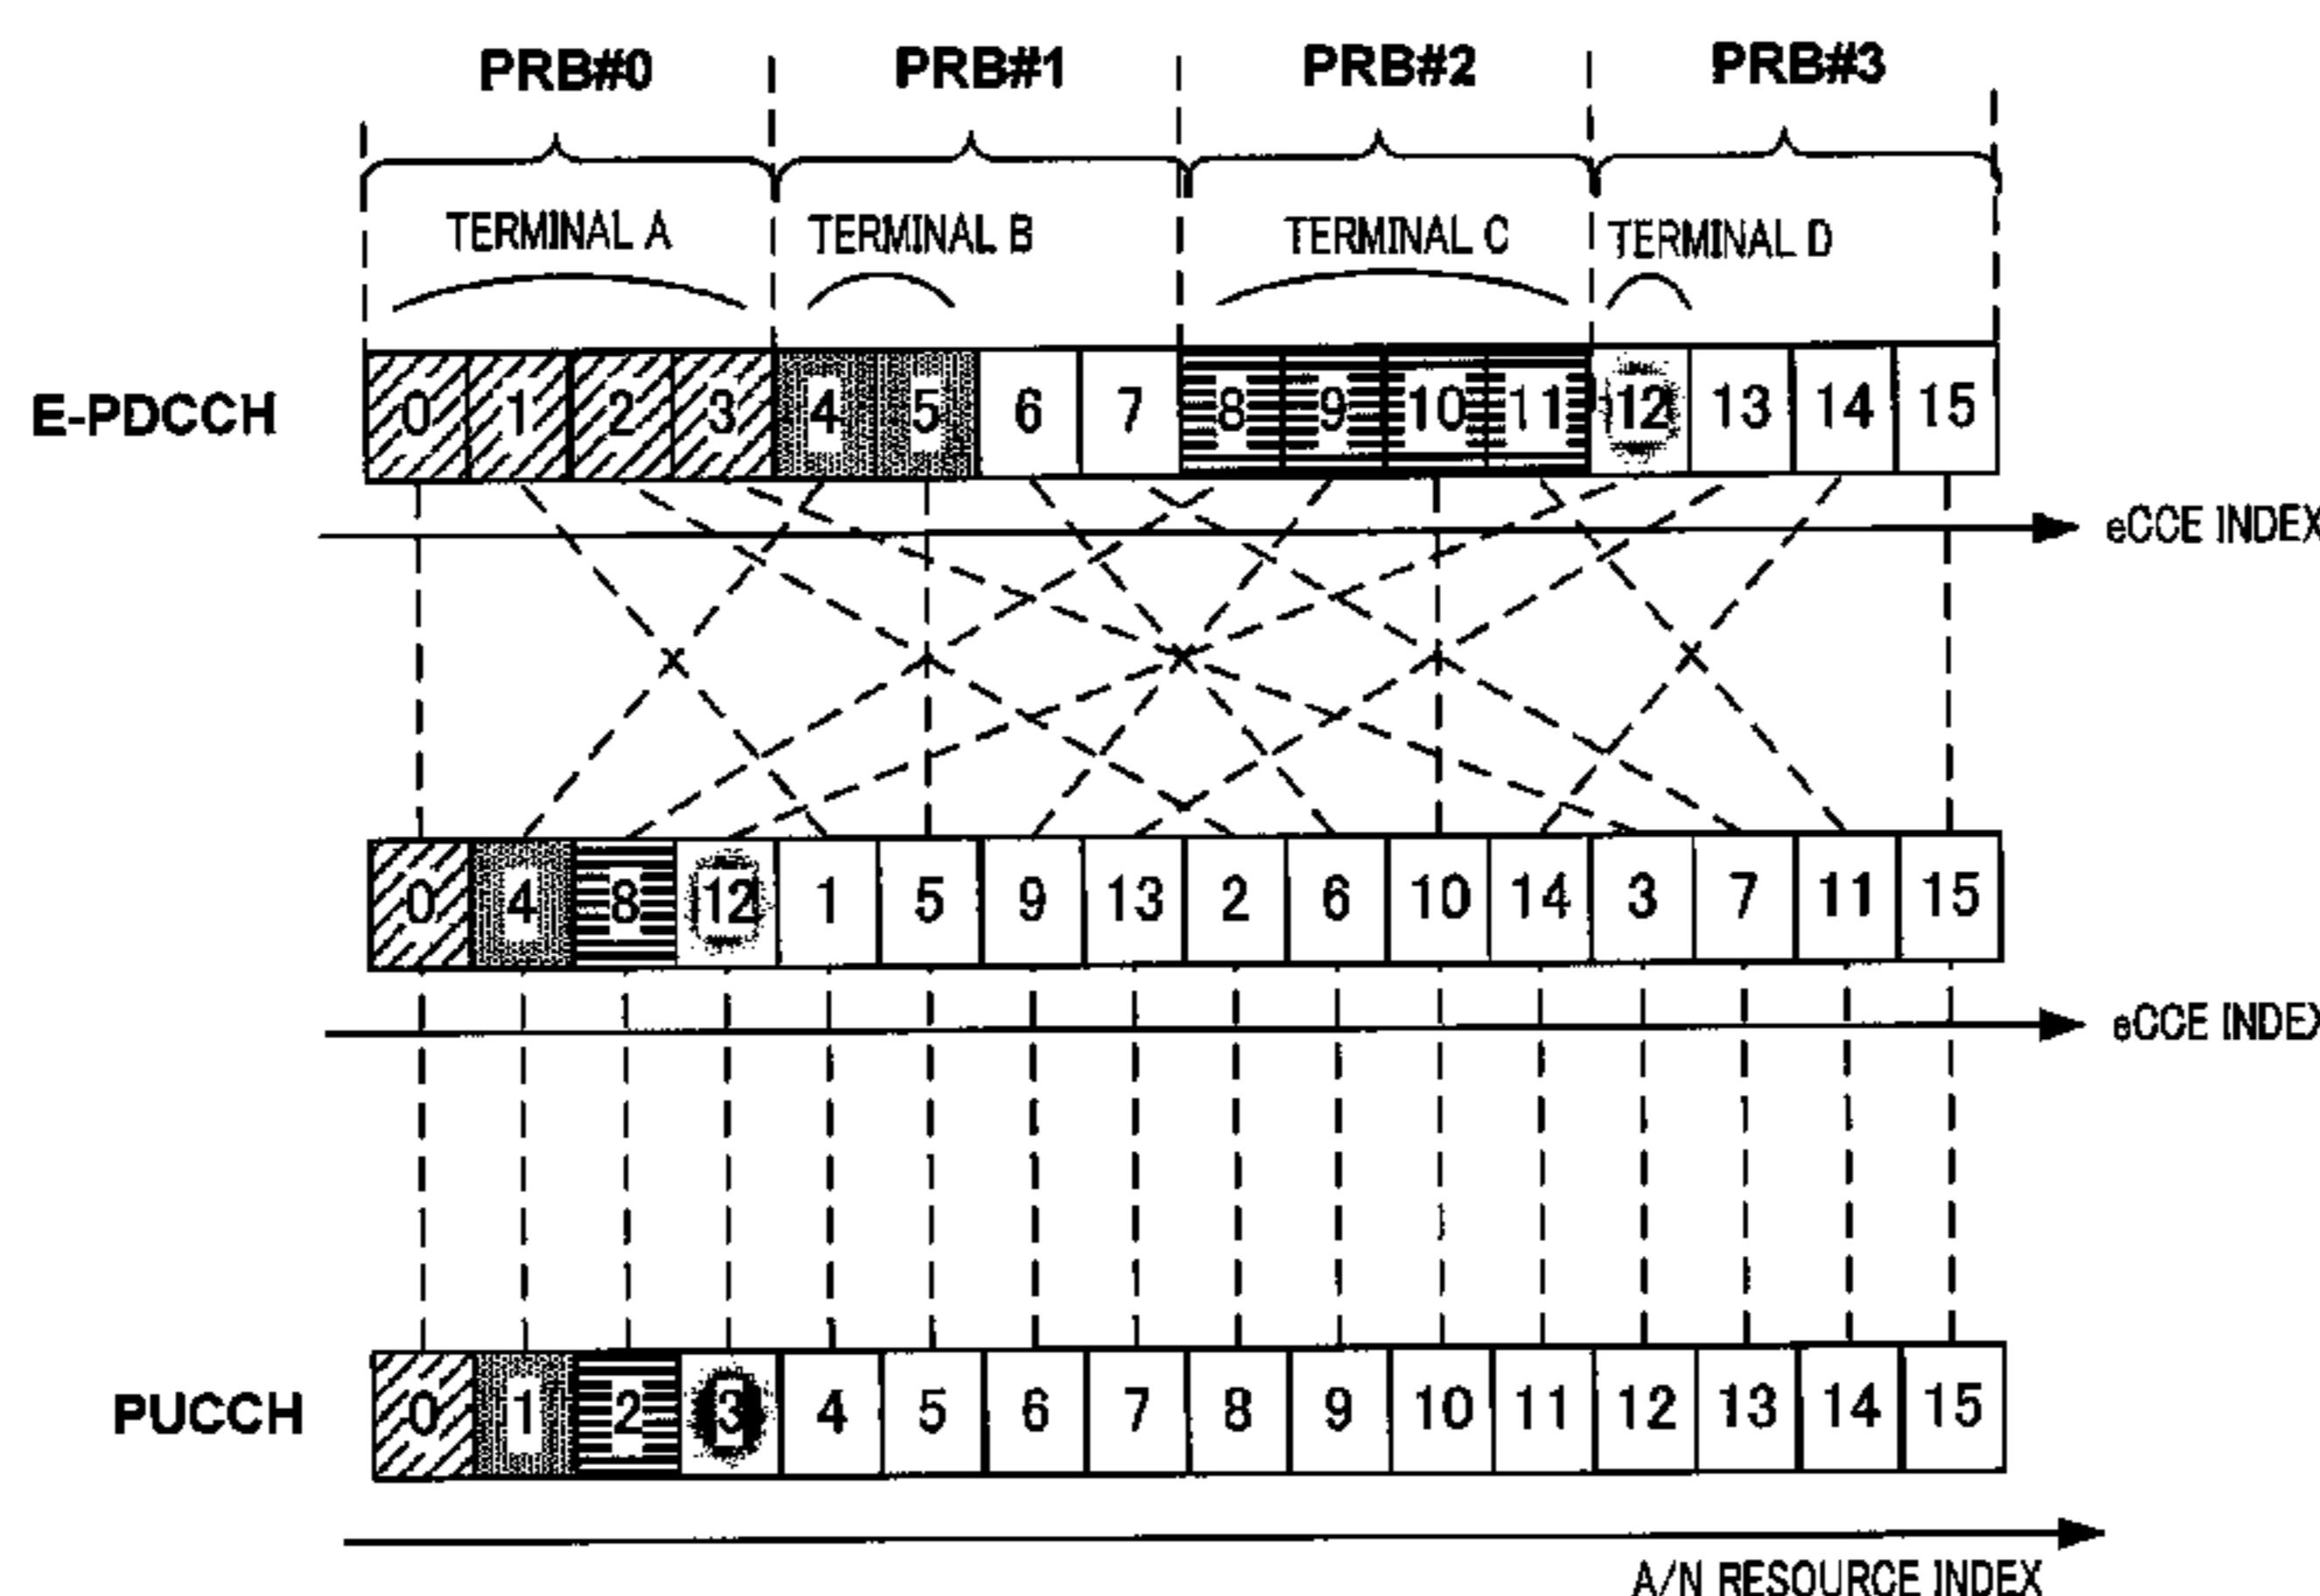 PRB#0 PRB#1 PRB#2 PRB#3
TERMINAL A TERMINAL B TERMINAL C TERMINAL D
E-PDCCH 0 1 2 3 4 5 6 7 8 9 10 11 12 13 14 15
eCCE INDEX
0 4 8 12 1 5 9 13 2 6 10 14 3 7 11 15
eCCE INDEX
PUCCH 0 1 2 3 4 5 6 7 8 9 10 11 12 13 14 15
A/N RESOURCE INDEX